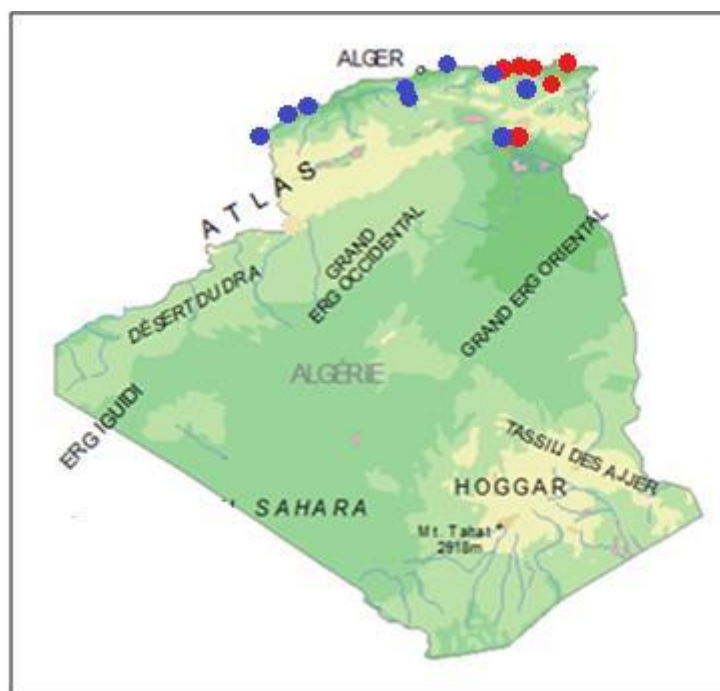 ALGER
ATLAS
GRAND
ERG OCCIDENTAL
DÉSERT DU DRA
GRAND ERG ORIENTAL
ALGÉRIE
ERG IGUIDI
TASSILI DES AJJER
HOGGAR
SAHARA
Mt. Tahat
2918m